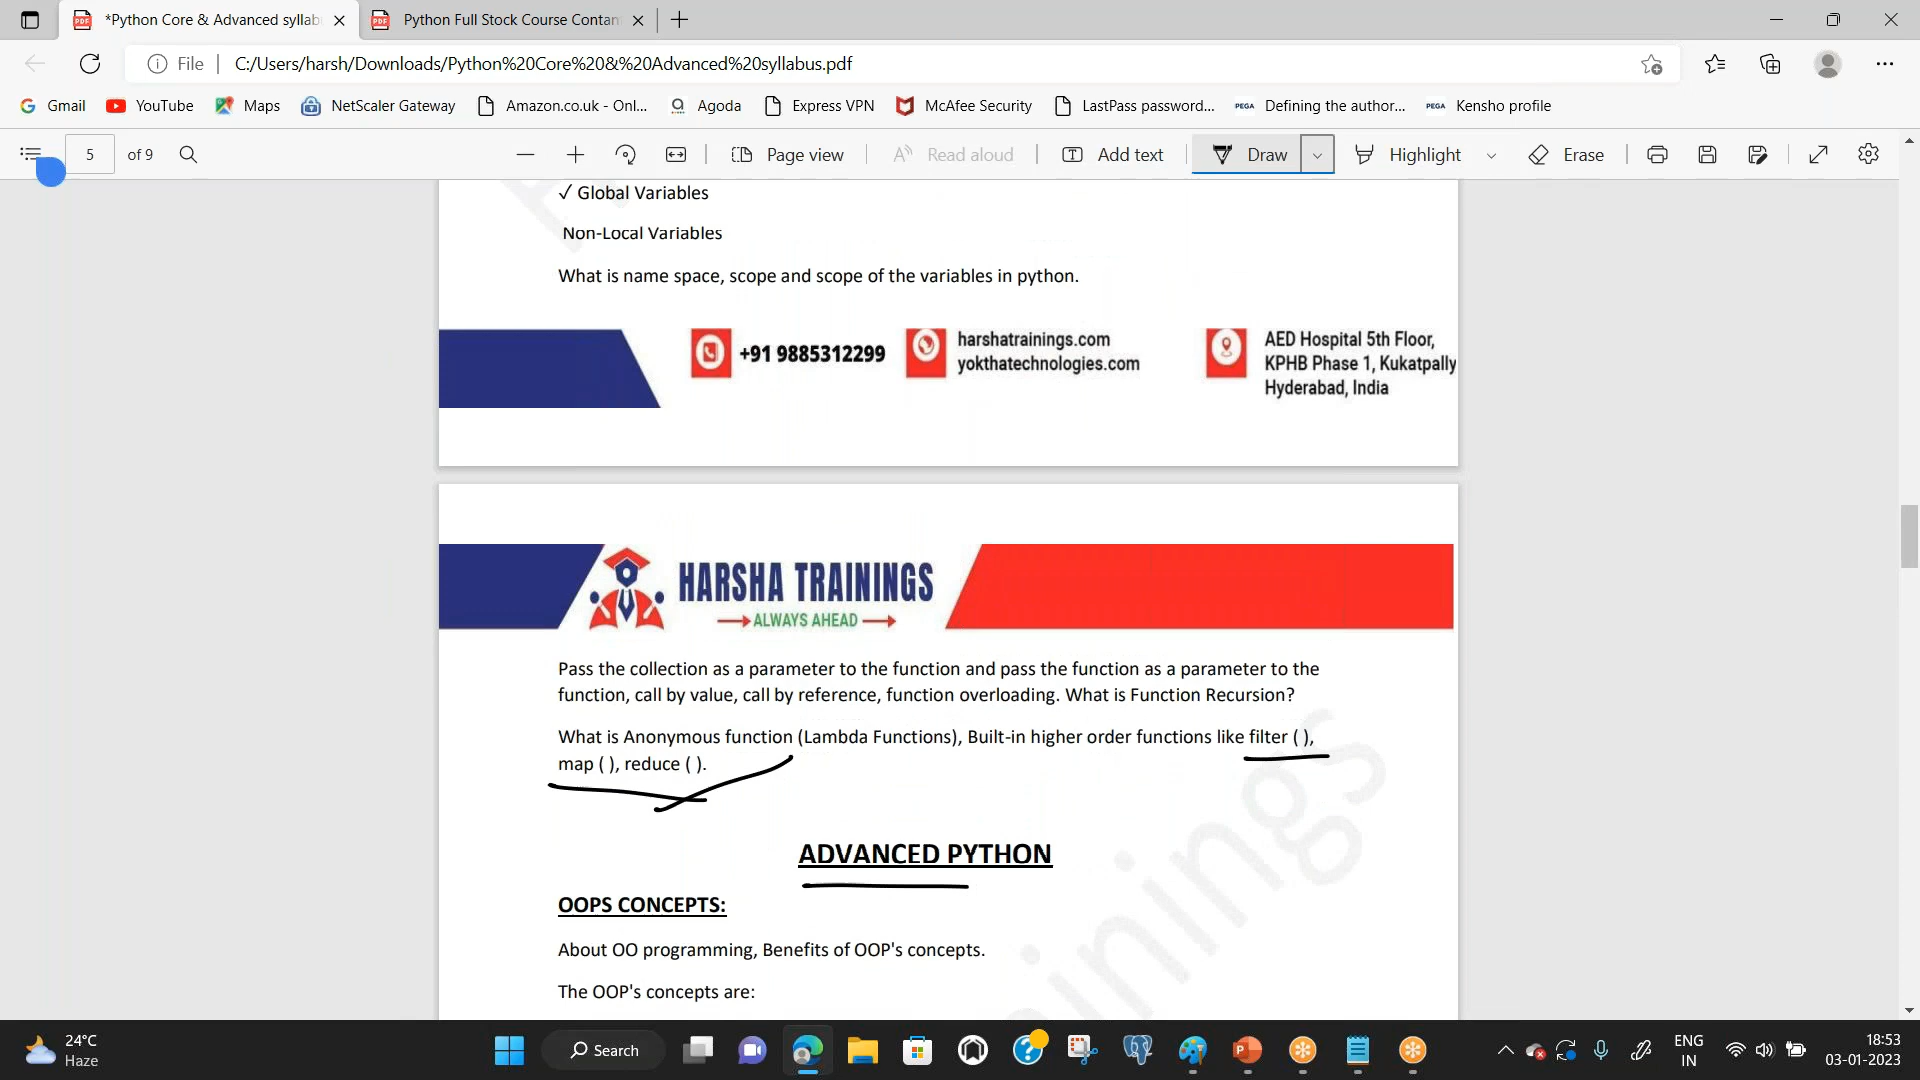 *Python Core & Advanced syllab
Python Full Stock Course Contan
File
C:/Users/harsh/Downloads/Python%20Core%20&%20Advanced%20syllabus.pdf
Gmail
YouTube
Maps
NetScaler Gateway
Amazon.co.uk - Onl...
Agoda
Express VPN
McAfee Security
LastPass password...
PEGA Defining the author...
PEGA Kensho profile
5 of 9
Page view
Read aloud
Add text
Draw
Highlight
Erase
✓ Global Variables
Non-Local Variables
What is name space, scope and scope of the variables in python.
+91 9885312299
harshatrainings.com
yokthatechnologies.com
AED Hospital 5th Floor,
KPHB Phase 1, Kukatpally
Hyderabad, India
HARSHA TRAININGS
ALWAYS AHEAD
Pass the collection as a parameter to the function and pass the function as a parameter to the
function, call by value, call by reference, function overloading. What is Function Recursion?
What is Anonymous function (Lambda Functions), Built-in higher order functions like filter ( ),
map ( ), reduce ( ).
ADVANCED PYTHON
OOPS CONCEPTS:
About OO programming, Benefits of OOP's concepts.
The OOP's concepts are:
24°C
Haze
Search
ENG
IN
18:53
03-01-2023